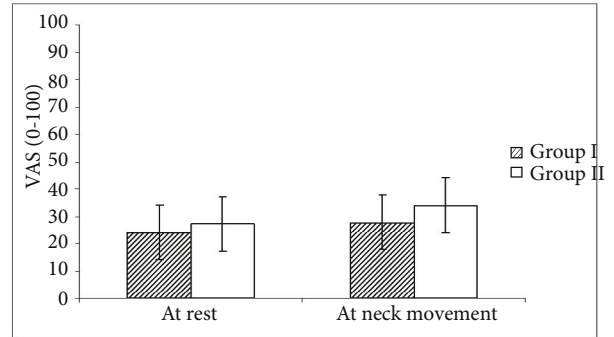 VAS (0-100)
100
90
80
70
60
50
40
30
20
10
0
At rest
At neck movement
Group I
Group II